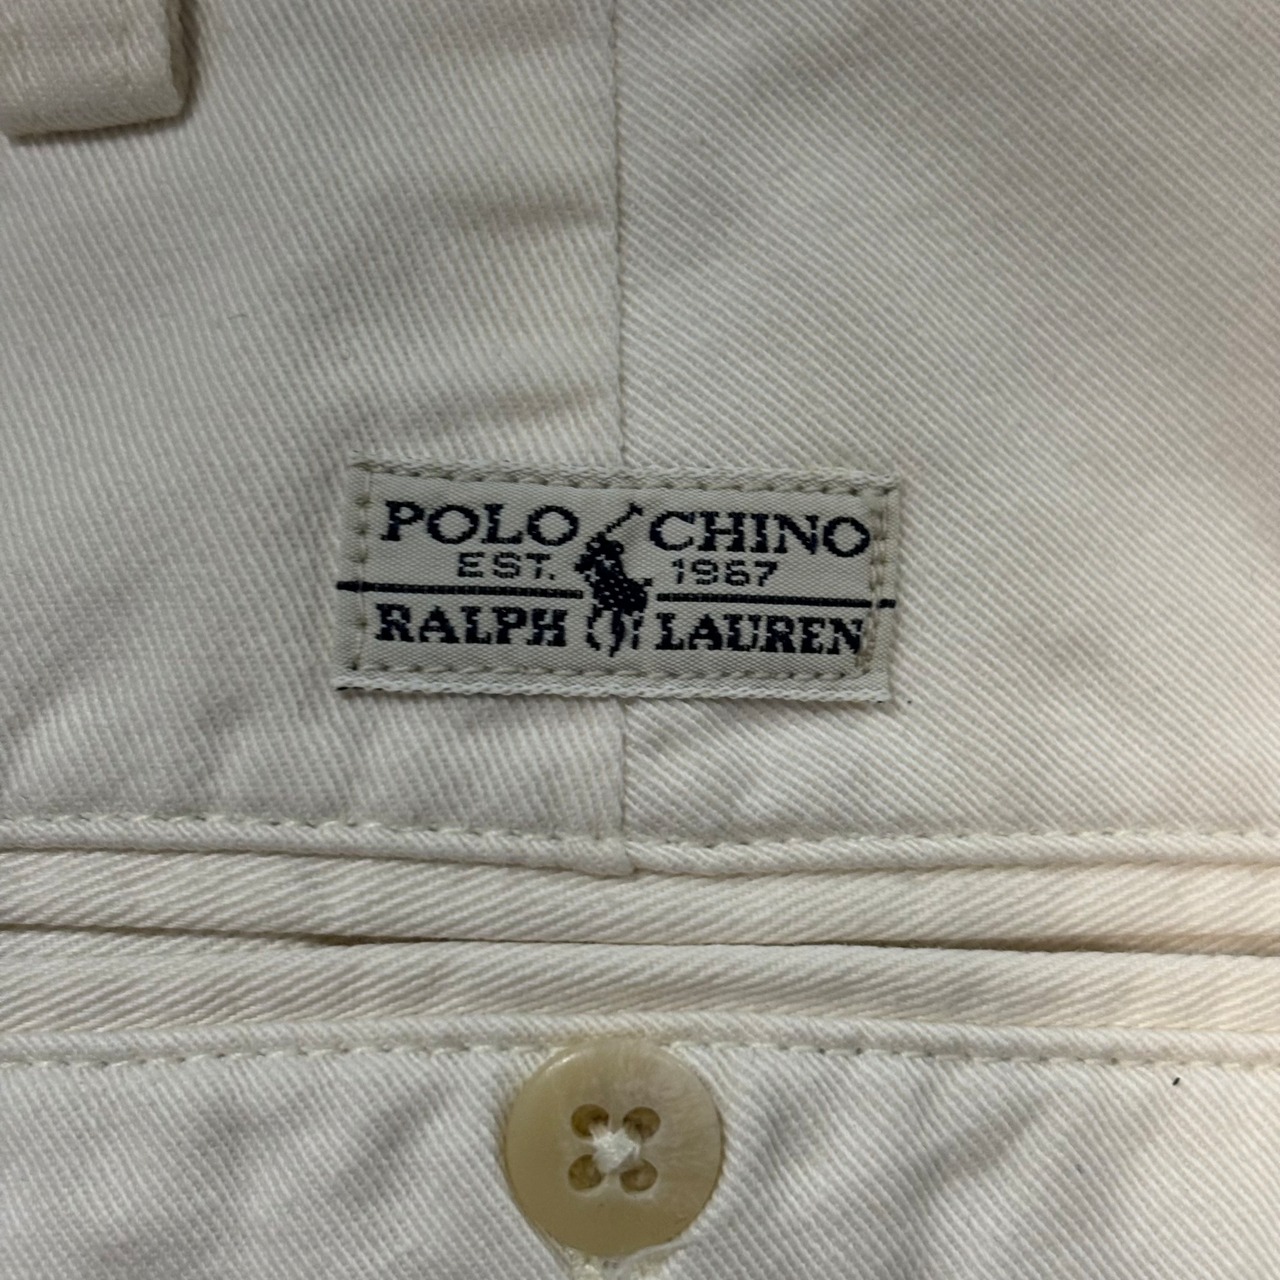 POLO CHINO
EST. 1967
RALPH LAUREN